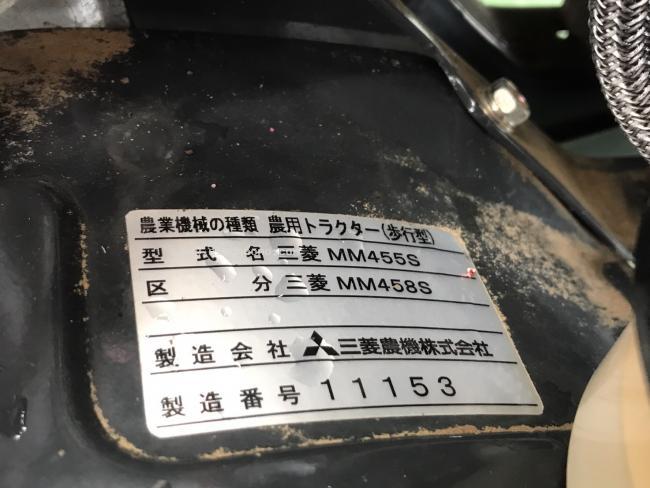 農業機械の種類 農用トラクター(歩行型)
型式名 三菱 MM455S
区分 三菱 MM458S
製造会社 三菱農機株式会社
製造番号 11153